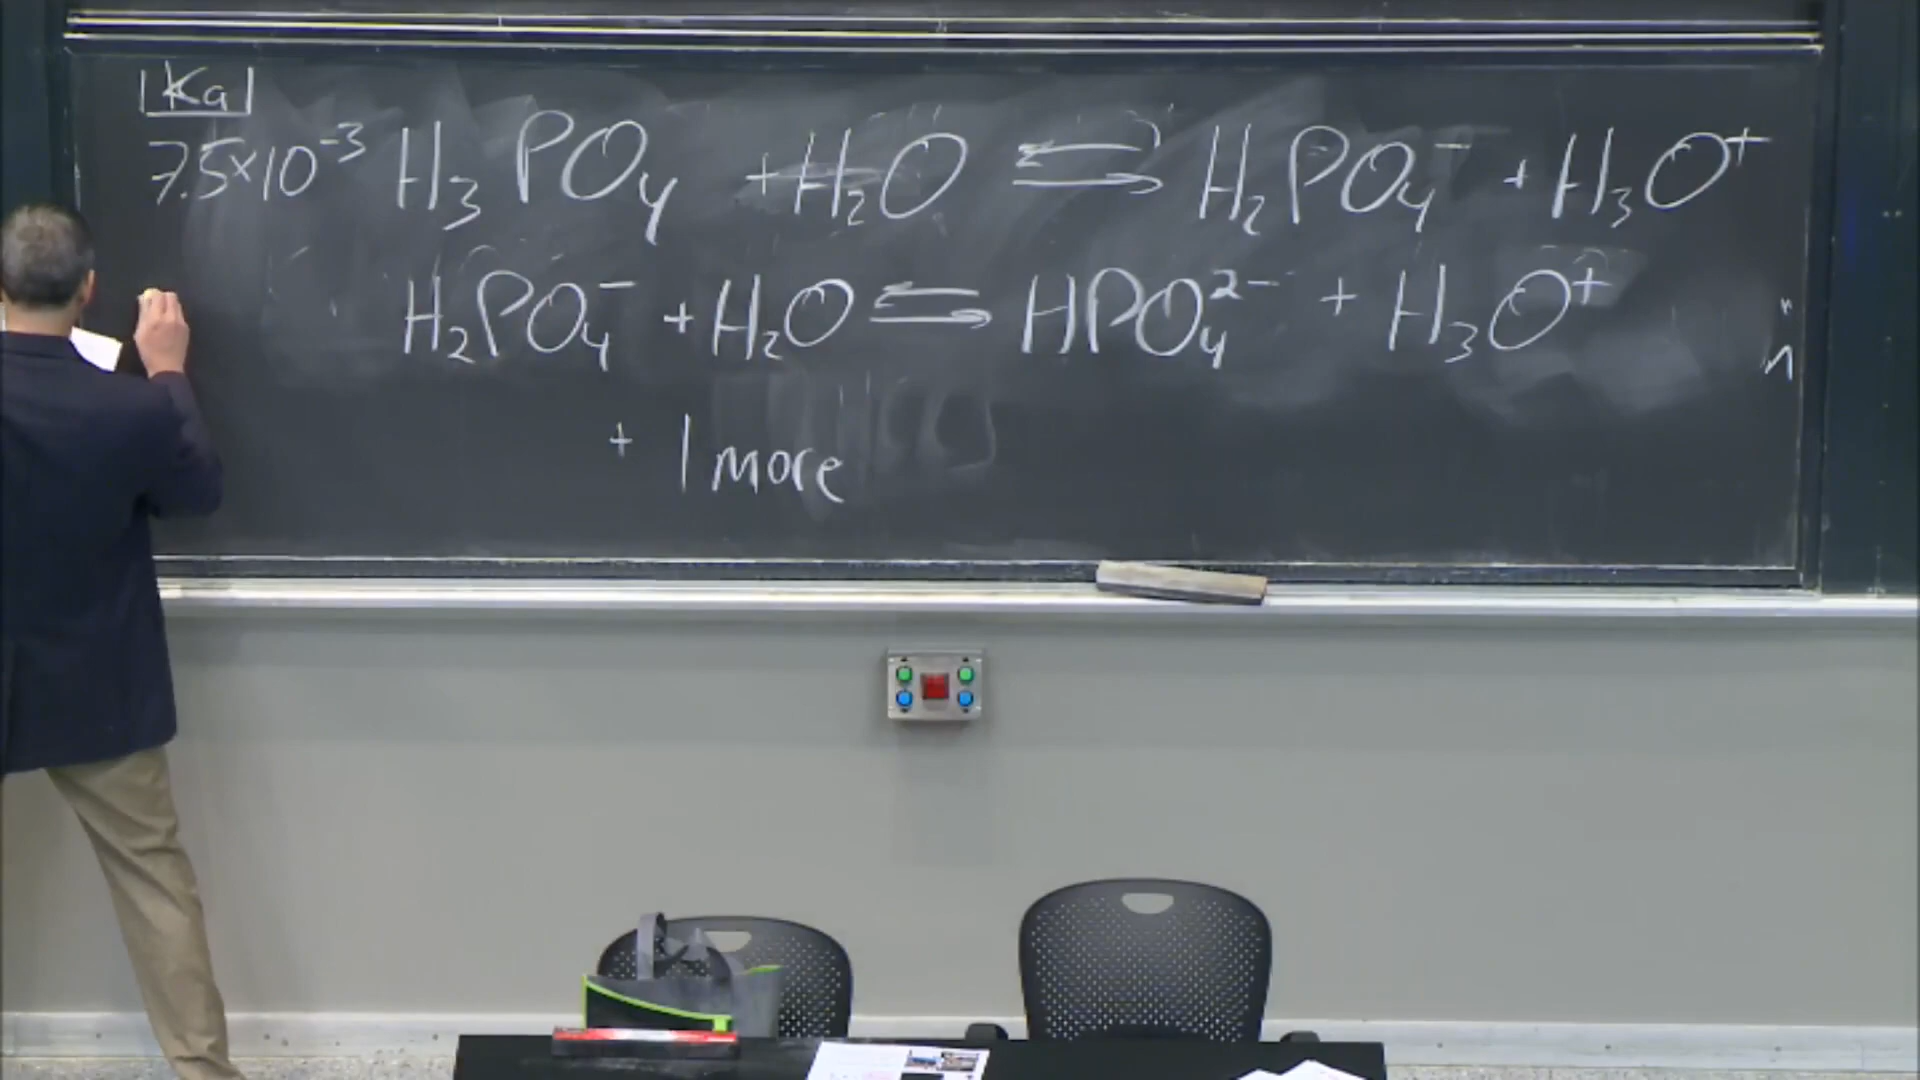 Ka
7.5×10⁻³ H₃PO₄ + H₂O ⇌ H₂PO₄⁻ + H₃O⁺
H₂PO₄⁻ + H₂O ⇌ HPO₄²⁻ + H₃O⁺
+ 1 more